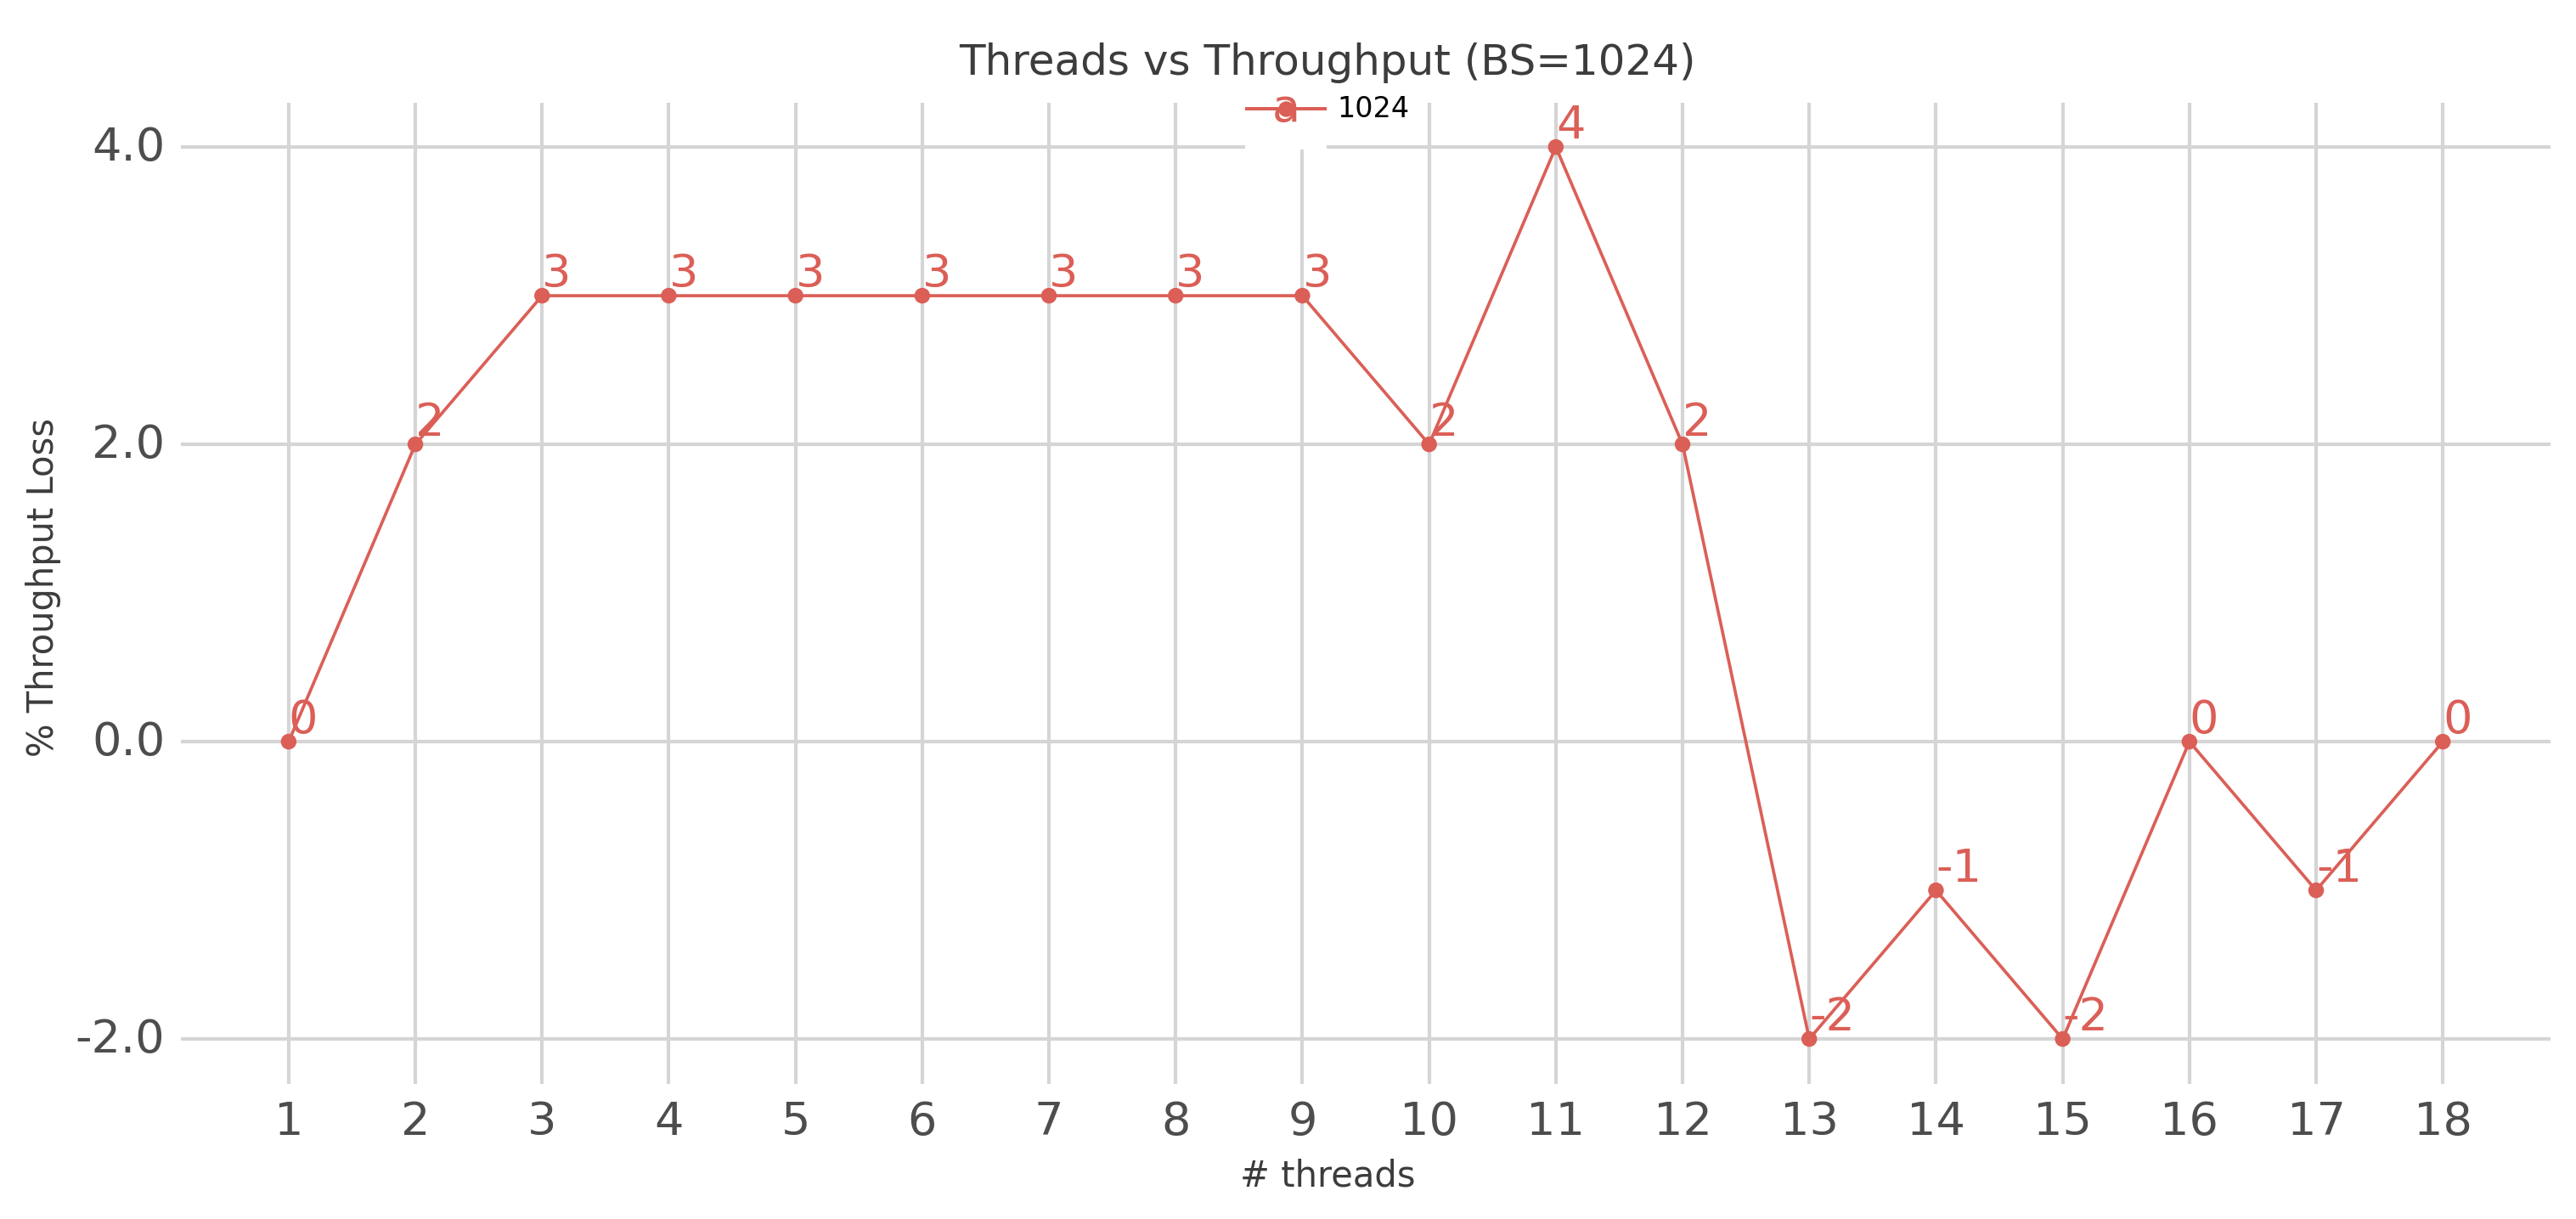 Threads vs Throughput (BS=1024)
a 1024
4.0
2.0
0.0
-2.0
% Throughput Loss
0 2 3 3 3 3 3 3 3 2 4 2 -2 -1 -2 0 -1 0
1 2 3 4 5 6 7 8 9 10 11 12 13 14 15 16 17 18
# threads